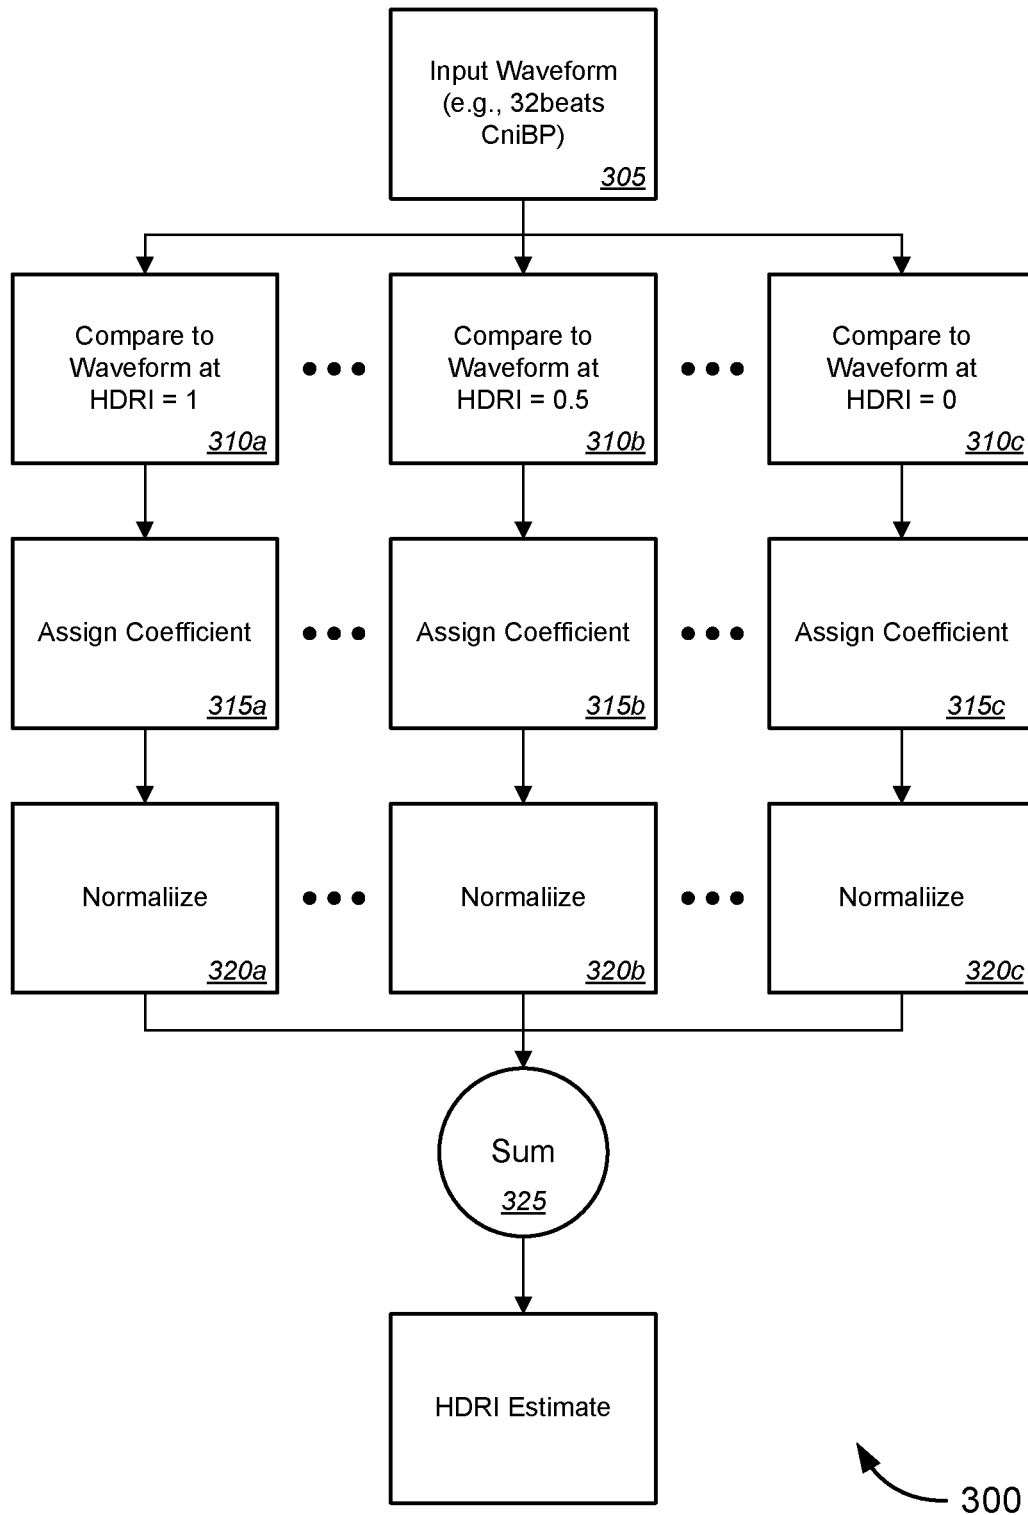 Input Waveform
(e.g., 32beats
CniBP)
305
Compare to
Waveform at
HDRI = 1
310a
Compare to
Waveform at
HDRI = 0.5
310b
Compare to
Waveform at
HDRI = 0
310c
Assign Coefficient
315a
Assign Coefficient
315b
Assign Coefficient
315c
Normaliize
320a
Normaliize
320b
Normaliize
320c
Sum
325
HDRI Estimate
300